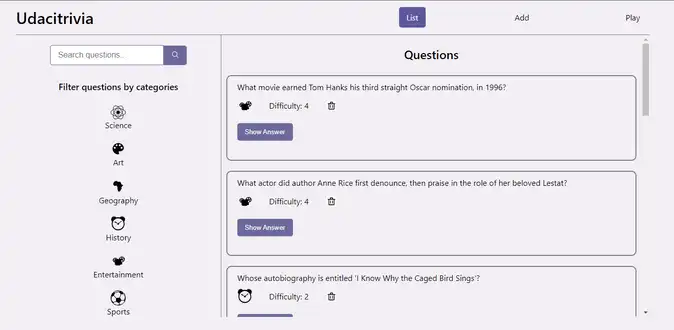 Udacitrivia
List
Add
Play
Search questions...
Filter questions by categories
Science
Art
Geography
History
Entertainment
Sports
Questions
What movie earned Tom Hanks his third straight Oscar nomination, in 1996?
Difficulty: 4
Show Answer
What actor did author Anne Rice first denounce, then praise in the role of her beloved Lestat?
Difficulty: 4
Show Answer
Whose autobiography is entitled 'I Know Why the Caged Bird Sings'?
Difficulty: 2